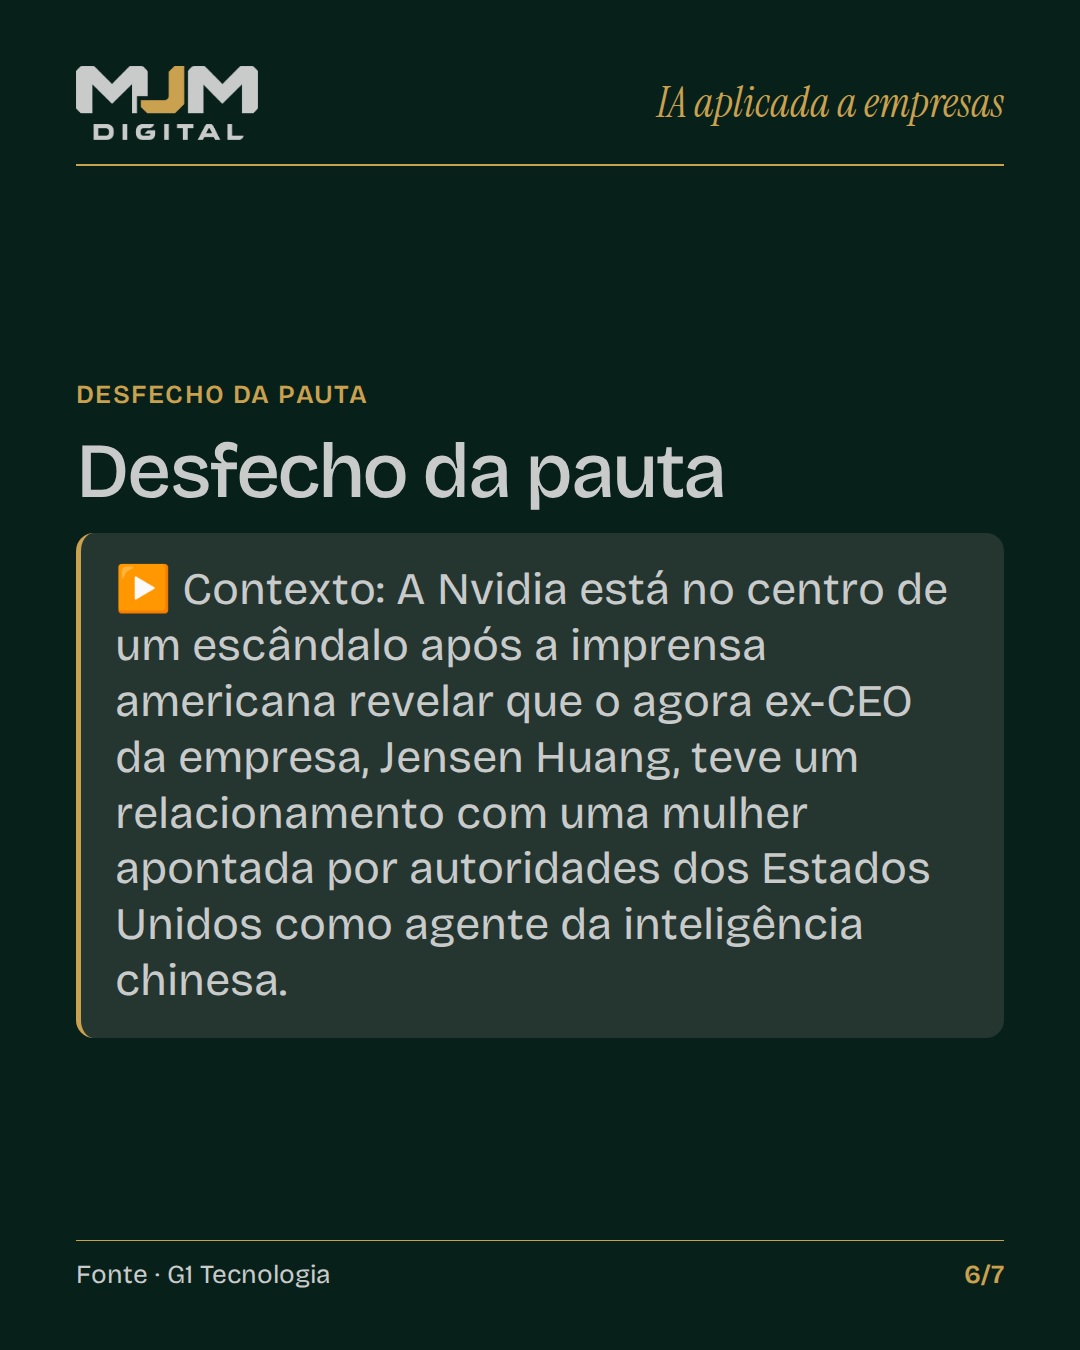 MJM
DIGITAL
IA aplicada a empresas
DESFECHO DA PAUTA
Desfecho da pauta
▶️ Contexto: A Nvidia está no centro de
um escândalo após a imprensa
americana revelar que o agora ex-CEO
da empresa, Jensen Huang, teve um
relacionamento com uma mulher
apontada por autoridades dos Estados
Unidos como agente da inteligência
chinesa.
Fonte · G1 Tecnologia
6/7